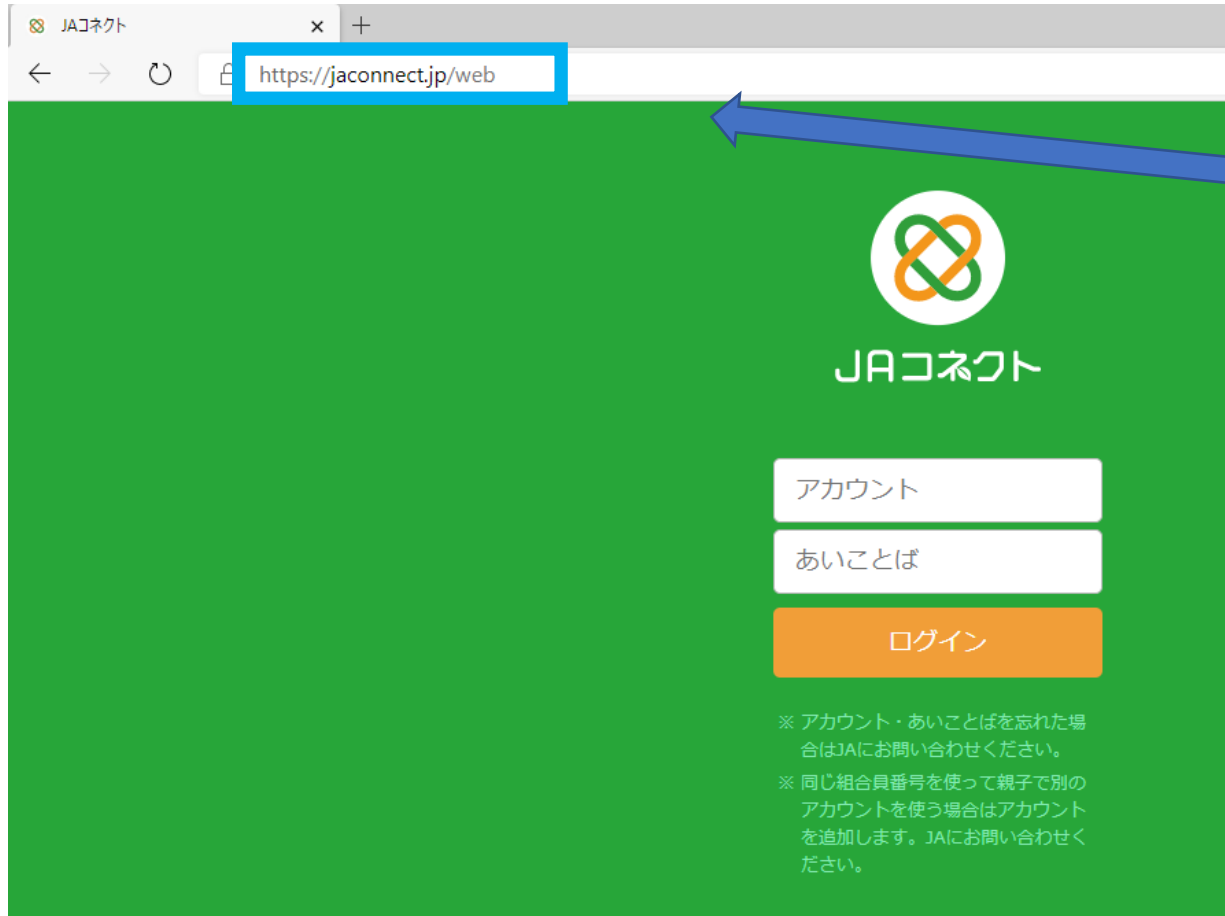 JAコネクト
https://jaconnect.jp/web
JAコネクト
アカウント
あいことば
ログイン
※ アカウント・あいことばを忘れた場
合はJAにお問い合わせください。
※ 同じ組合員番号を使って親子で別の
アカウントを使う場合はアカウント
を追加します。JAにお問い合わせく
ださい。